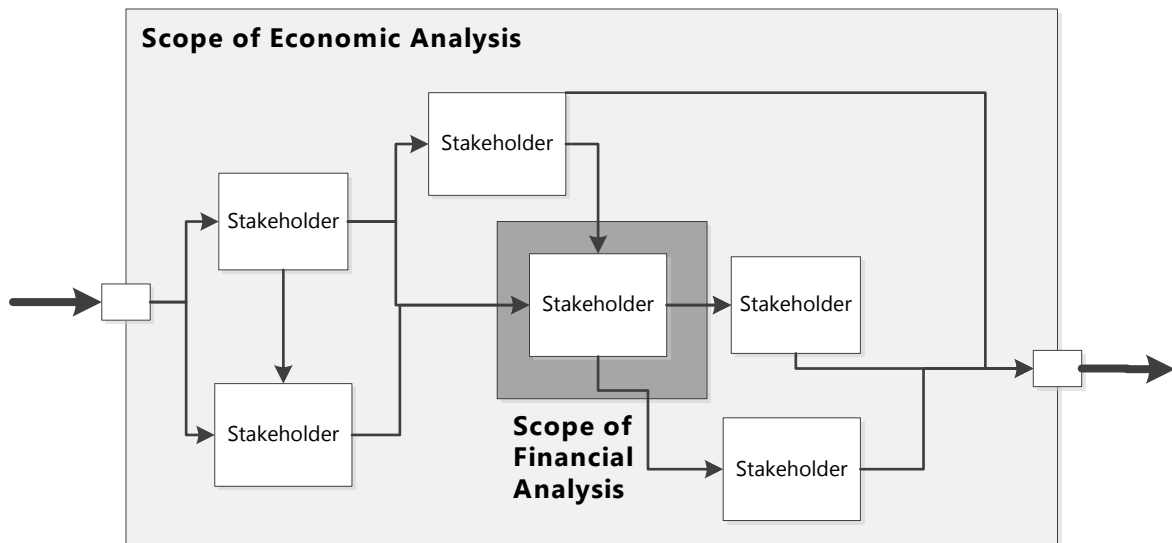 Scope of Economic Analysis
Stakeholder
Stakeholder
Stakeholder
Stakeholder
Stakeholder
Scope of
Financial
Analysis
Stakeholder
Stakeholder